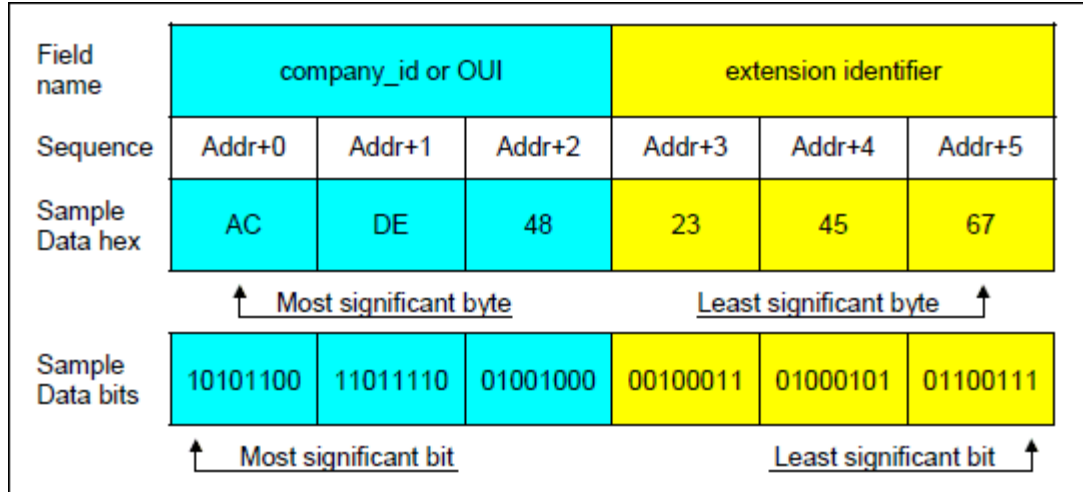 Field
name
company_id or OUI
extension identifier
Sequence
Addr+0
Addr+1
Addr+2
Addr+3
Addr+4
Addr+5
Sample
Data hex
AC
DE
48
23
45
67
Most significant byte
Least significant byte
Sample
Data bits
10101100
11011110
01001000
00100011
01000101
01100111
Most significant bit
Least significant bit